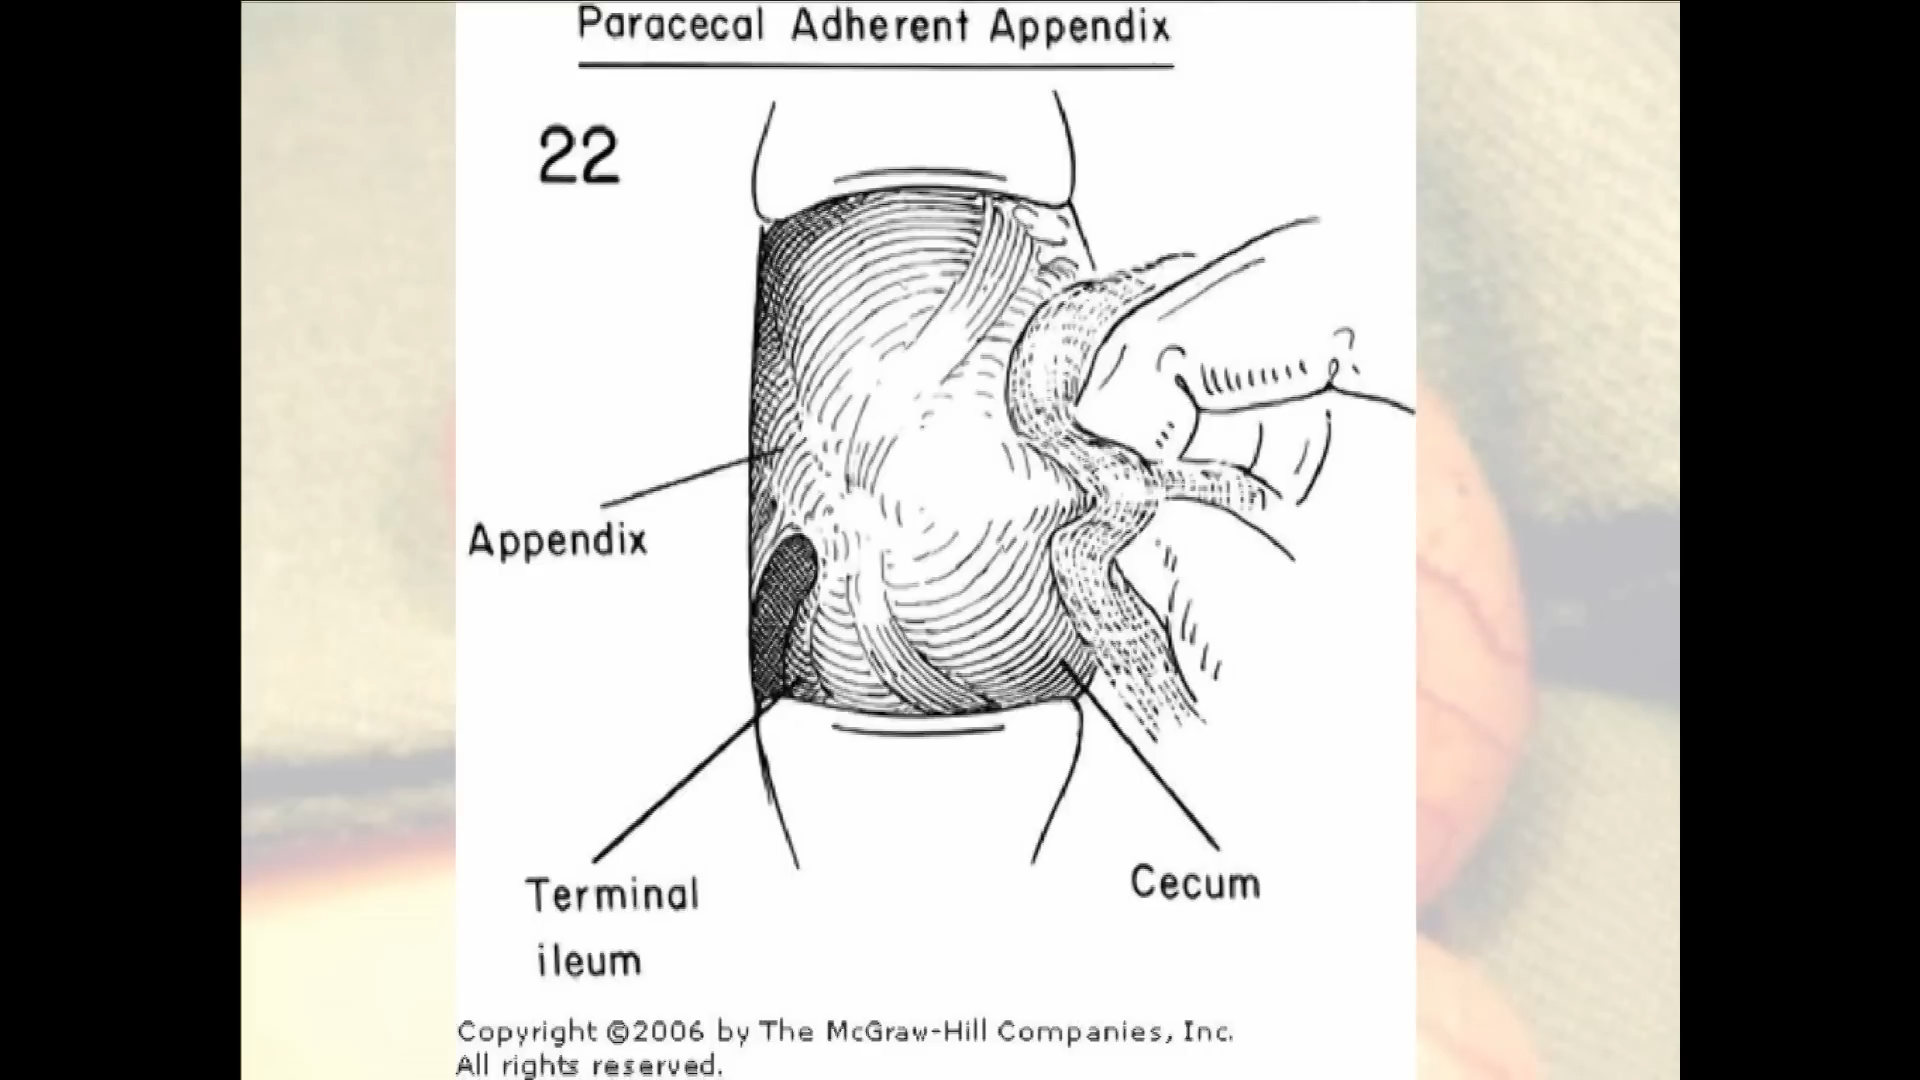 Paracecal Adherent Appendix
22
Appendix
Terminal
ileum
Cecum
Copyright ©2006 by The McGraw-Hill Companies, Inc.
All rights reserved.